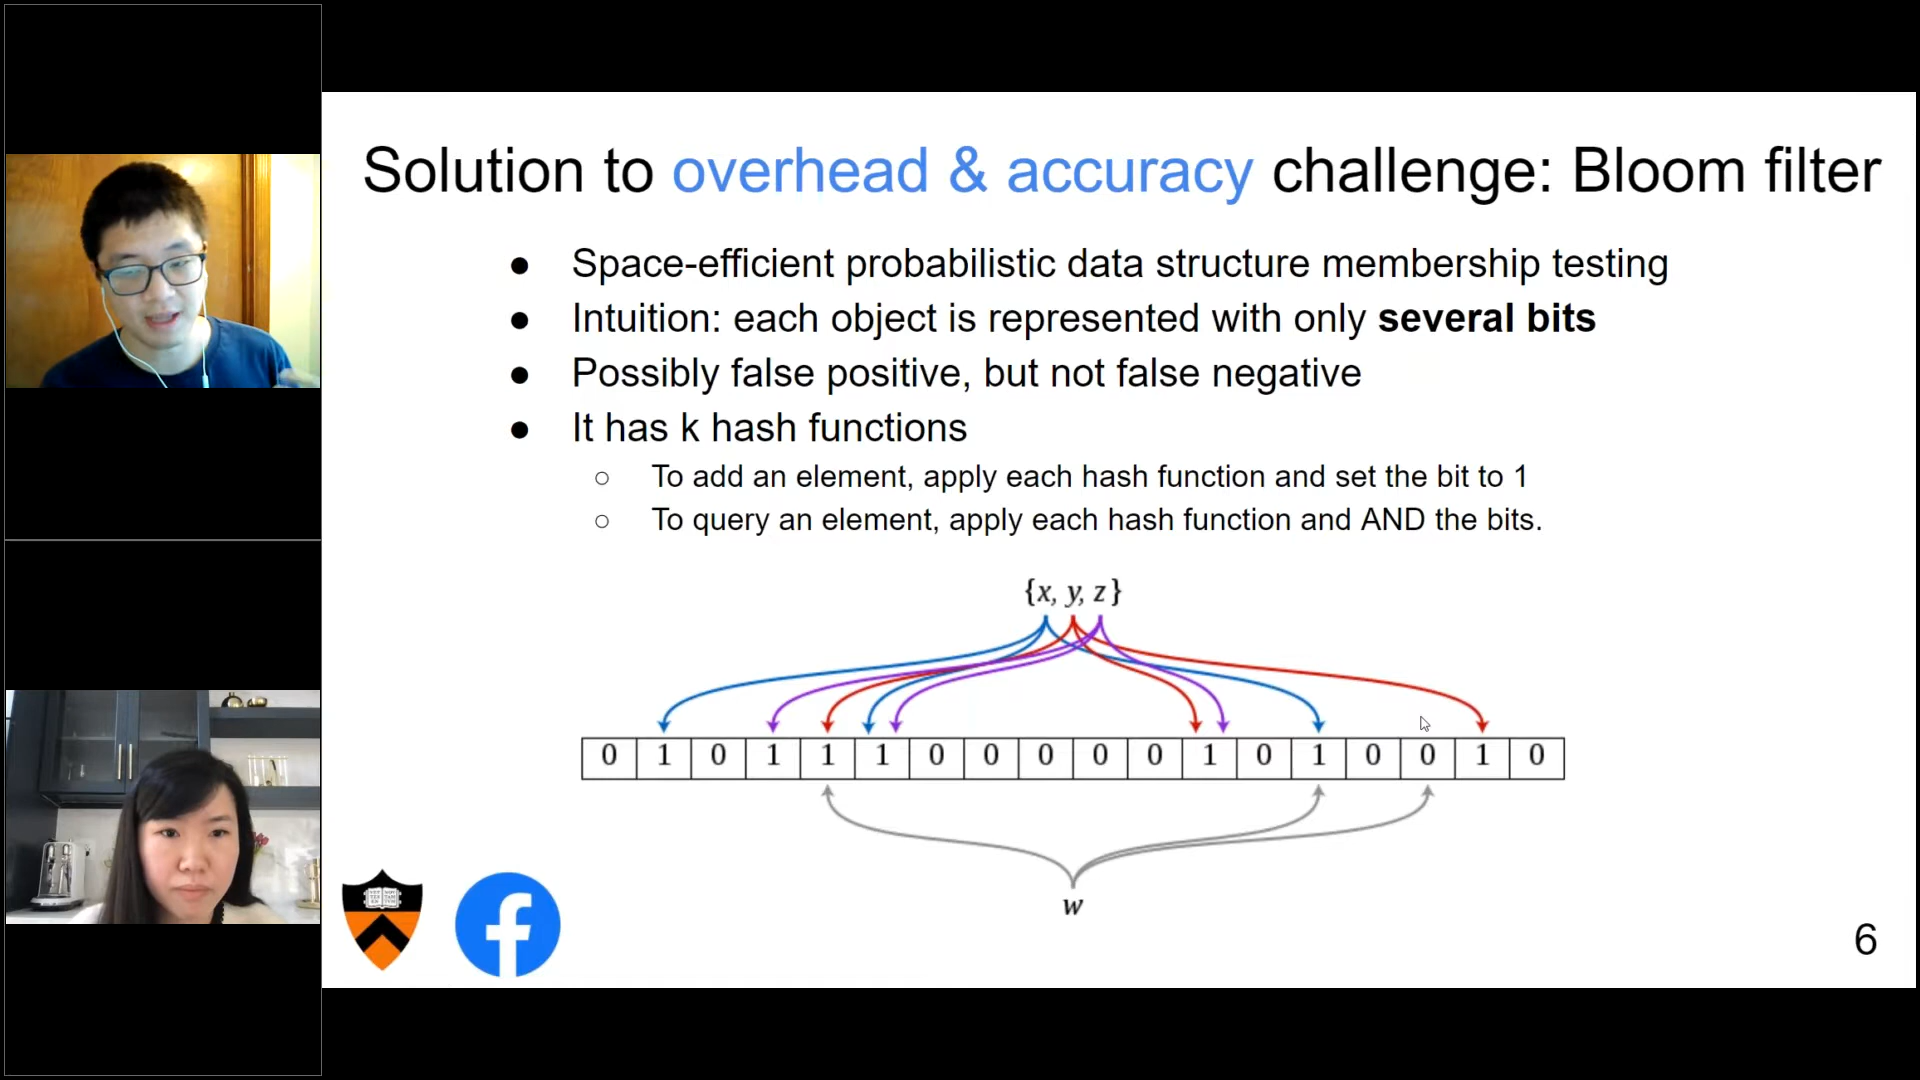 Solution to overhead & accuracy challenge: Bloom filter
● Space-efficient probabilistic data structure membership testing
● Intuition: each object is represented with only several bits
● Possibly false positive, but not false negative
● It has k hash functions
○ To add an element, apply each hash function and set the bit to 1
○ To query an element, apply each hash function and AND the bits.
{x, y, z}
0 1 0 1 1 1 0 0 0 0 0 1 0 1 0 0 1 0
w
6